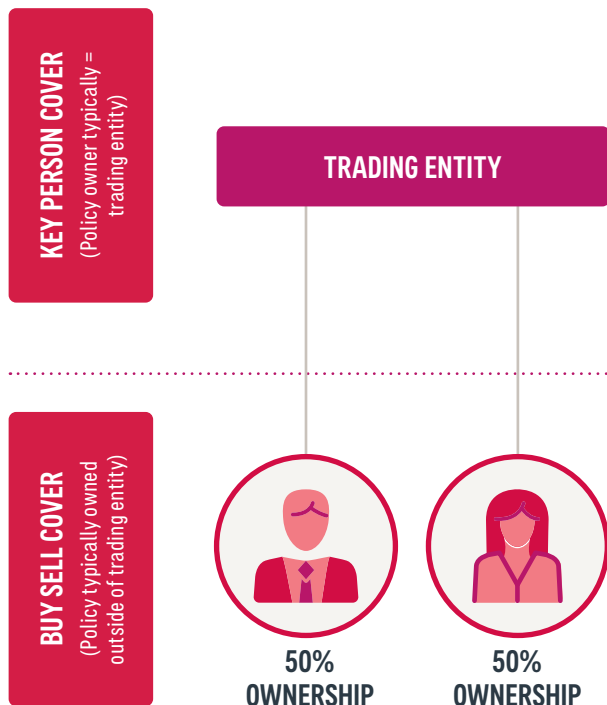 KEY PERSON COVER
(Policy owner typically =
trading entity)
TRADING ENTITY
BUY SELL COVER
(Policy typically owned
outside of trading entity)
50%
OWNERSHIP
50%
OWNERSHIP